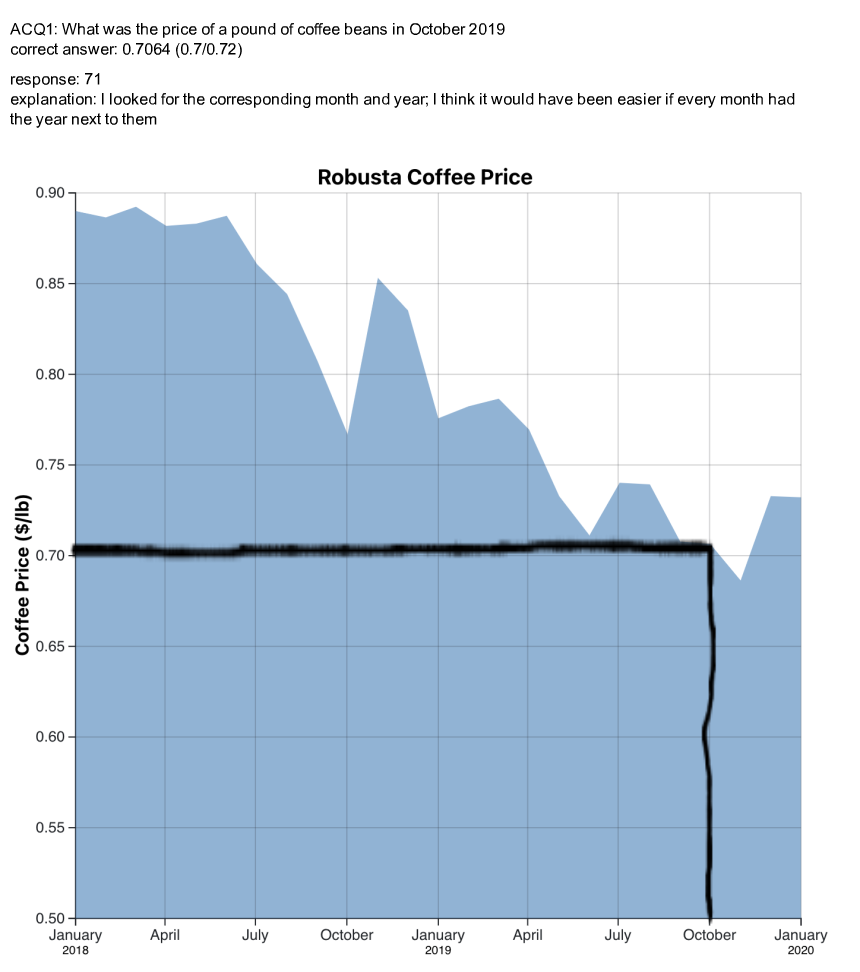 ACQ1: What was the price of a pound of coffee beans in October 2019
correct answer: 0.7064 (0.7/0.72)
response: 71
explanation: I looked for the corresponding month and year; I think it would have been easier if every month had
the year next to them
Robusta Coffee Price
0.90
0.85
0.80
0.75
0.70
0.65
0.60
0.55
0.50
Coffee Price ($/lb)
January April July October January April July October January
2018 2019 2020